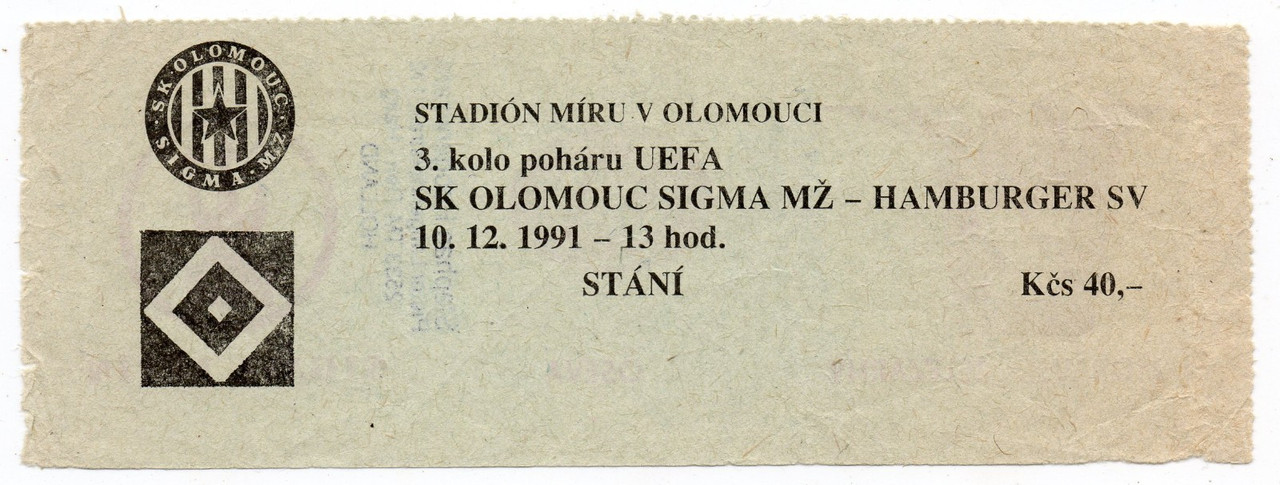 SK OLOMOUC SIGMA MŽ
STADIÓN MÍRU V OLOMOUCI
3. kolo poháru UEFA
SK OLOMOUC SIGMA MŽ – HAMBURGER SV
10. 12. 1991 – 13 hod.
STÁNÍ Kčs 40,–